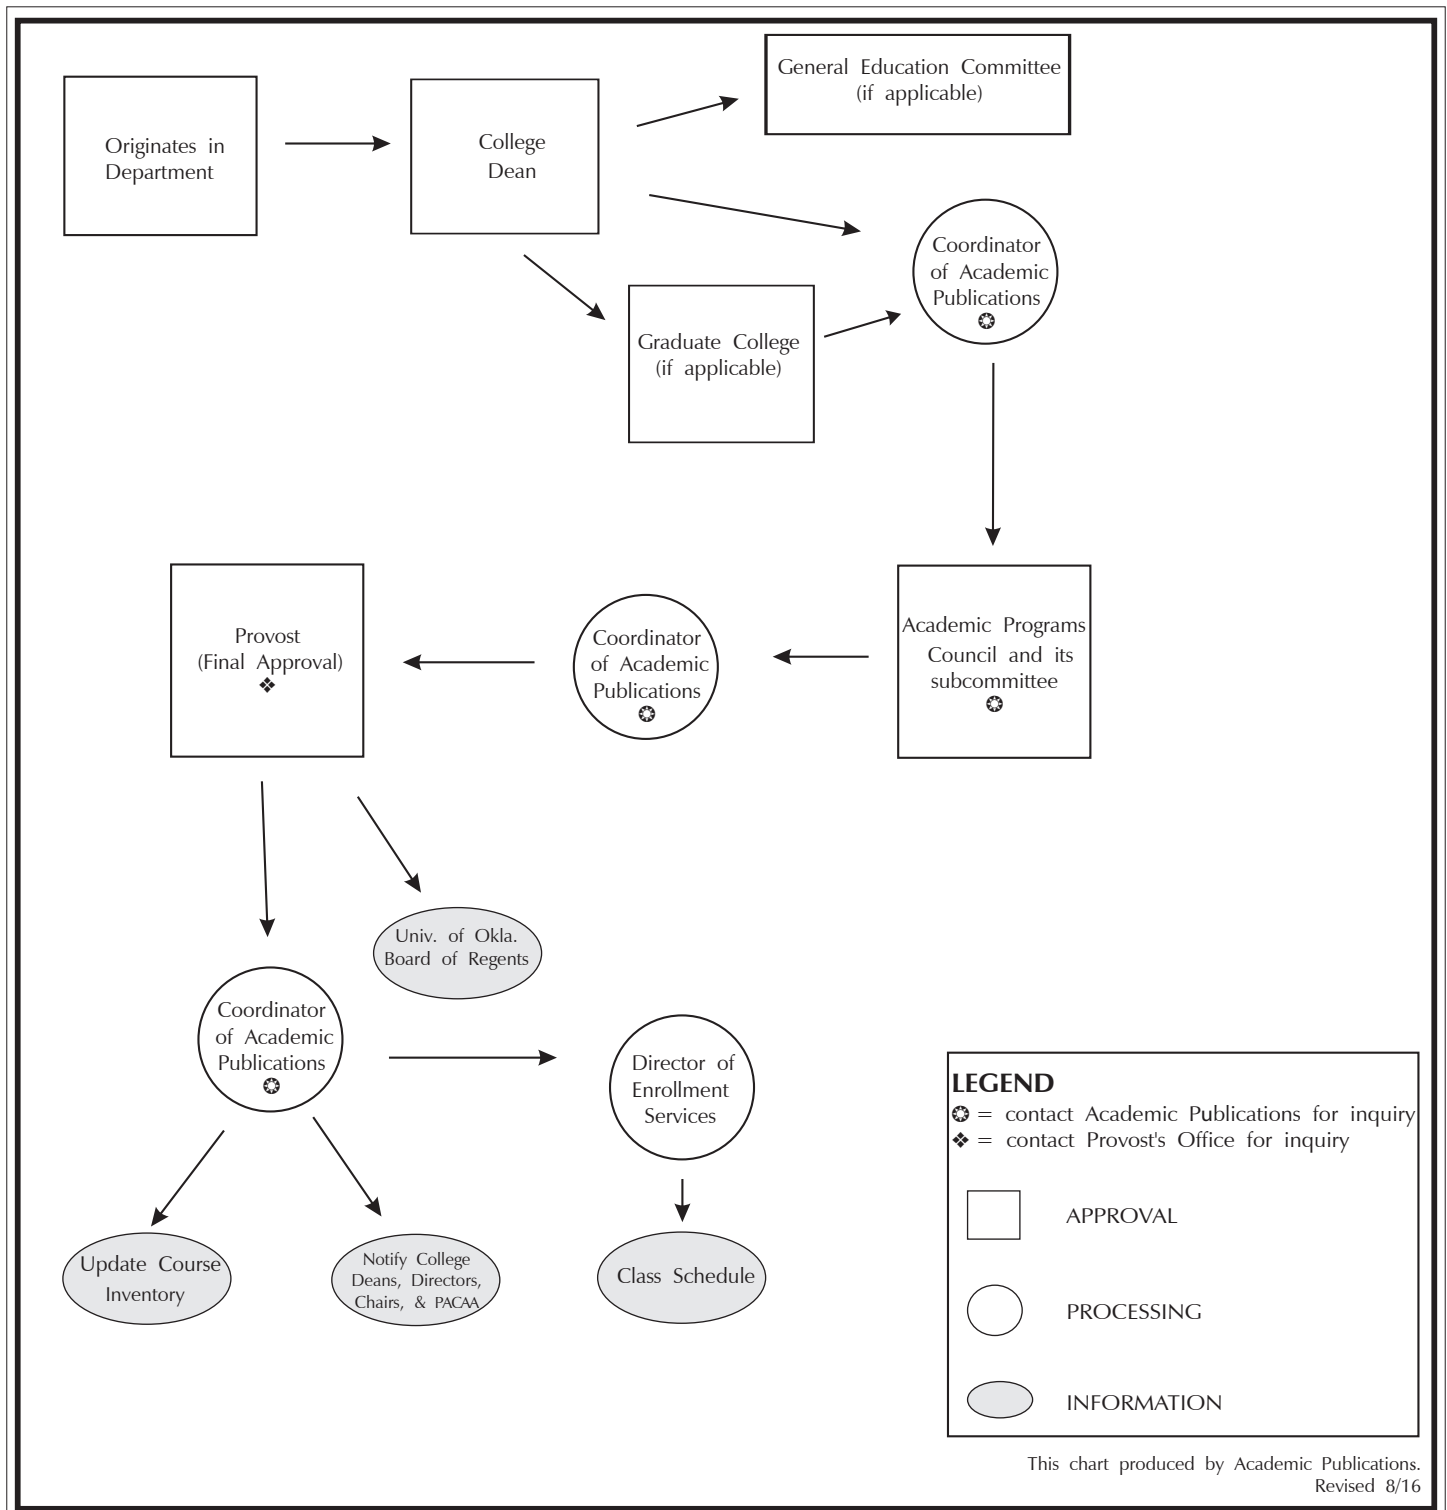 Originates in
Department
College
Dean
General Education Committee
(if applicable)
Coordinator
of Academic
Publications
❂
Graduate College
(if applicable)
Academic Programs
Council and its
subcommittee
❂
Coordinator
of Academic
Publications
❂
Provost
(Final Approval)
❖
Univ. of Okla.
Board of Regents
Coordinator
of Academic
Publications
❂
Director of
Enrollment
Services
Update Course
Inventory
Notify College
Deans, Directors,
Chairs, & PACAA
Class Schedule
LEGEND
❂ = contact Academic Publications for inquiry
❖ = contact Provost's Office for inquiry
APPROVAL
PROCESSING
INFORMATION
This chart produced by Academic Publications.
Revised 8/16